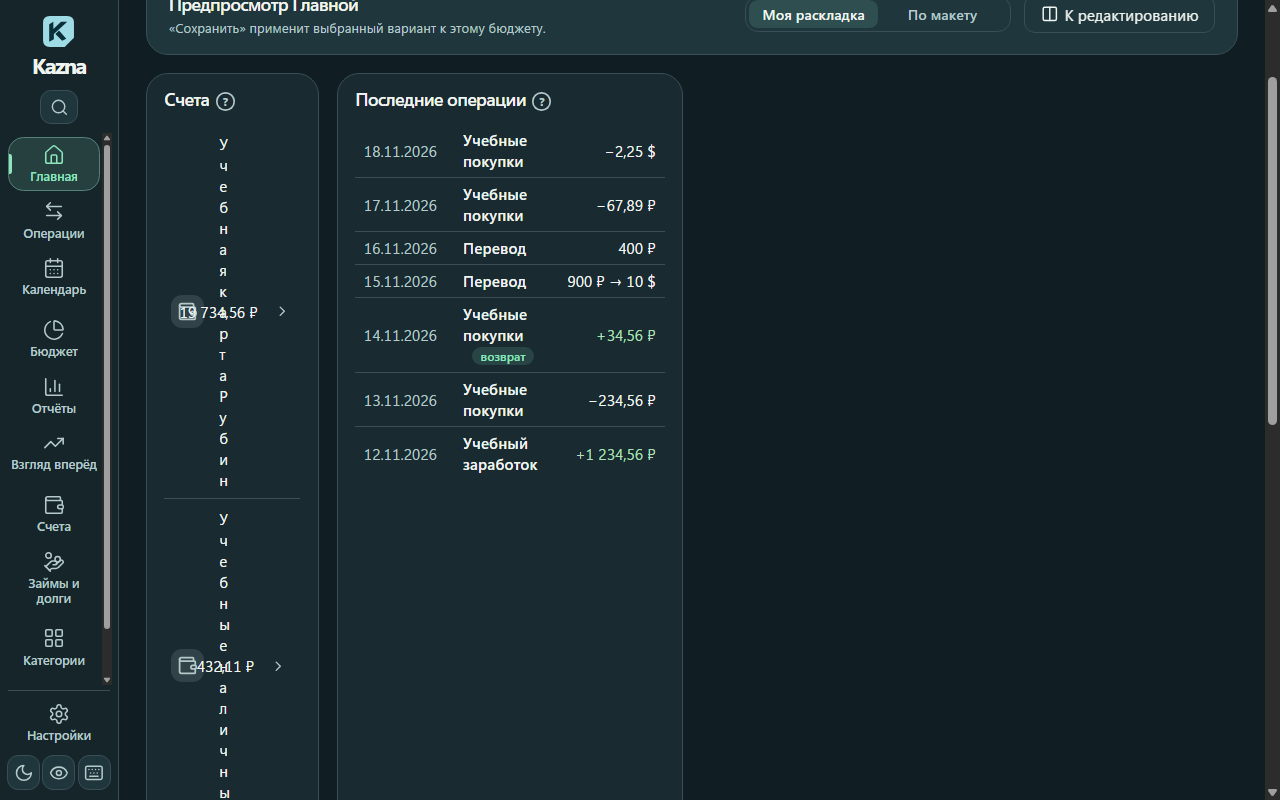 Kazna
Главная
Операции
Календарь
Бюджет
Отчёты
Взгляд вперёд
Счета
Займы и
долги
Категории
Настройки
Предпросмотр Главной
«Сохранить» применит выбранный вариант к этому бюджету.
Моя раскладка
По макету
К редактированию
Счета ?
У
ч
е
б
н
а
я
к
а
р
т
а
Р
у
б
и
н
19 734,56 ₽
У
ч
е
б
н
ы
е
н
а
л
и
ч
н
ы
432,11 ₽
Последние операции ?
18.11.2026 Учебные покупки −2,25 $
17.11.2026 Учебные покупки −67,89 ₽
16.11.2026 Перевод 400 ₽
15.11.2026 Перевод 900 ₽ → 10 $
14.11.2026 Учебные покупки возврат +34,56 ₽
13.11.2026 Учебные покупки −234,56 ₽
12.11.2026 Учебный заработок +1 234,56 ₽